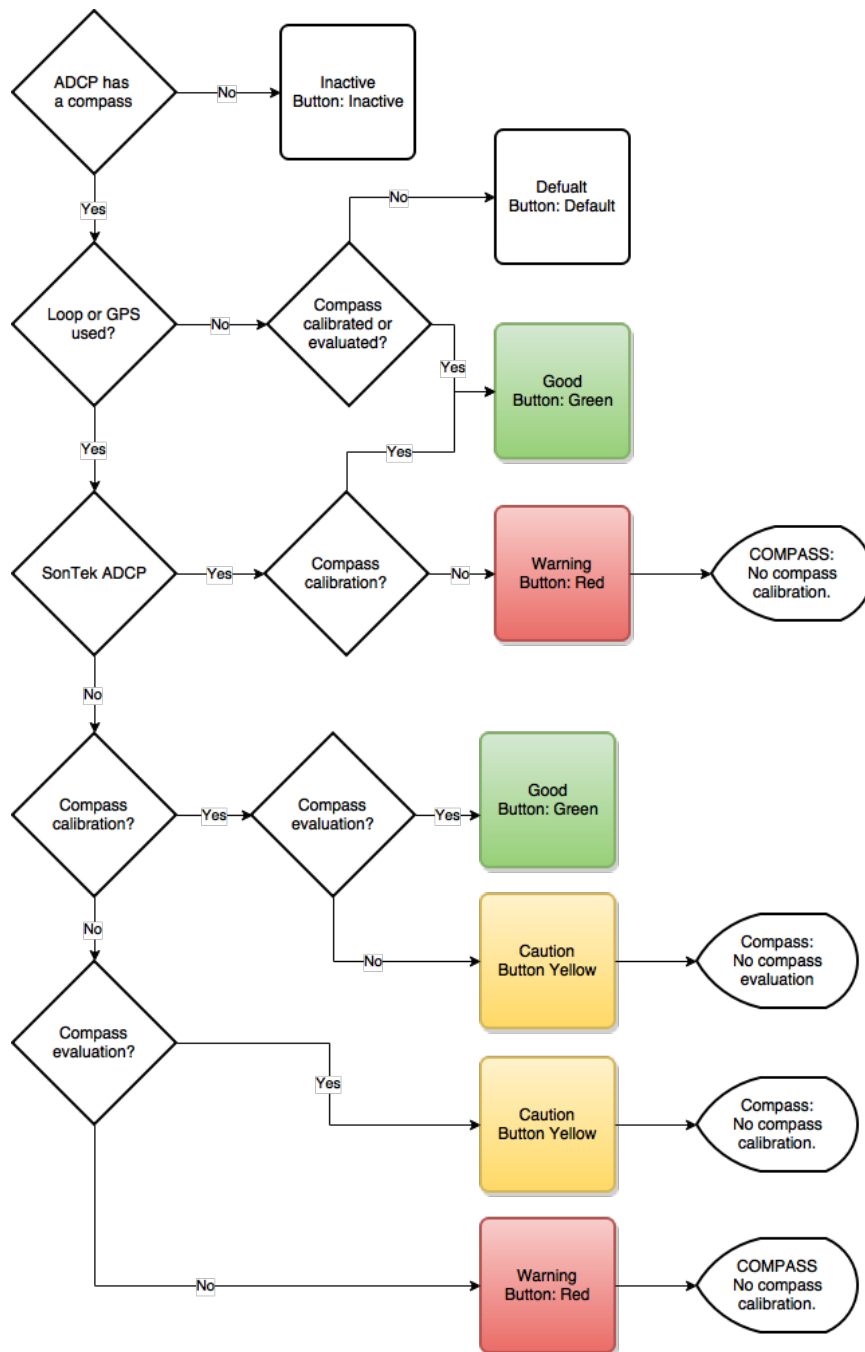 ADCP has
a compass
No
Inactive
Button: Inactive
Yes
Defualt
Button: Default
No
Loop or GPS
used?
No
Compass
calibrated or
evaluated?
Yes
Good
Button: Green
Yes
Yes
SonTek ADCP
Yes
Compass
calibration?
No
Warning
Button: Red
COMPASS:
No compass
calibration.
No
Compass
calibration?
Yes
Compass
evaluation?
Yes
Good
Button: Green
No
No
Caution
Button Yellow
Compass:
No compass
evaluation
Compass
evaluation?
Yes
Caution
Button Yellow
Compass:
No compass
calibration.
No
Warning
Button: Red
COMPASS
No compass
calibration.